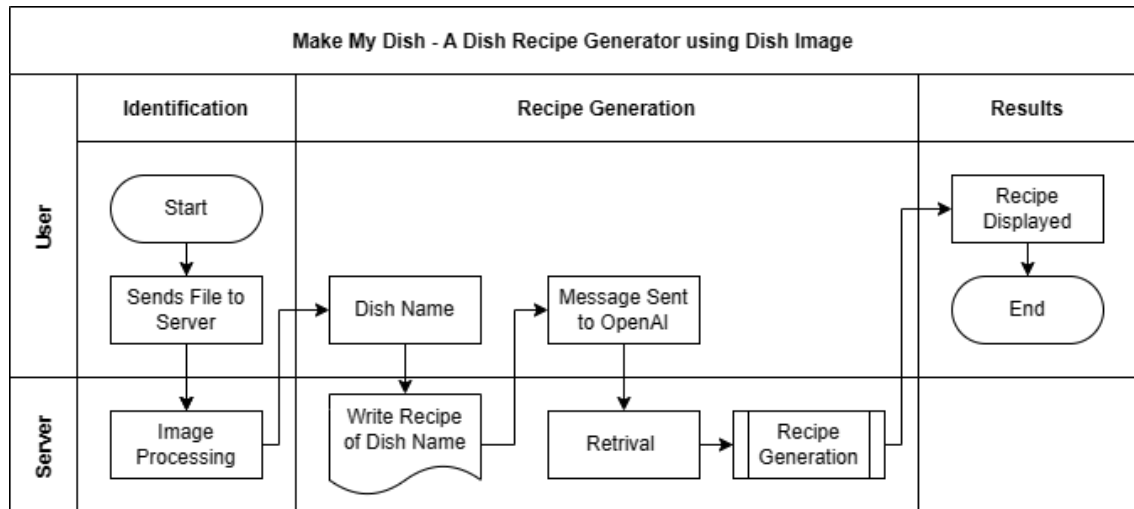 Make My Dish - A Dish Recipe Generator using Dish Image
Identification
Recipe Generation
Results
User
Start
Sends File to
Server
Dish Name
Message Sent
to OpenAI
Recipe
Displayed
End
Server
Image
Processing
Write Recipe
of Dish Name
Retrival
Recipe
Generation